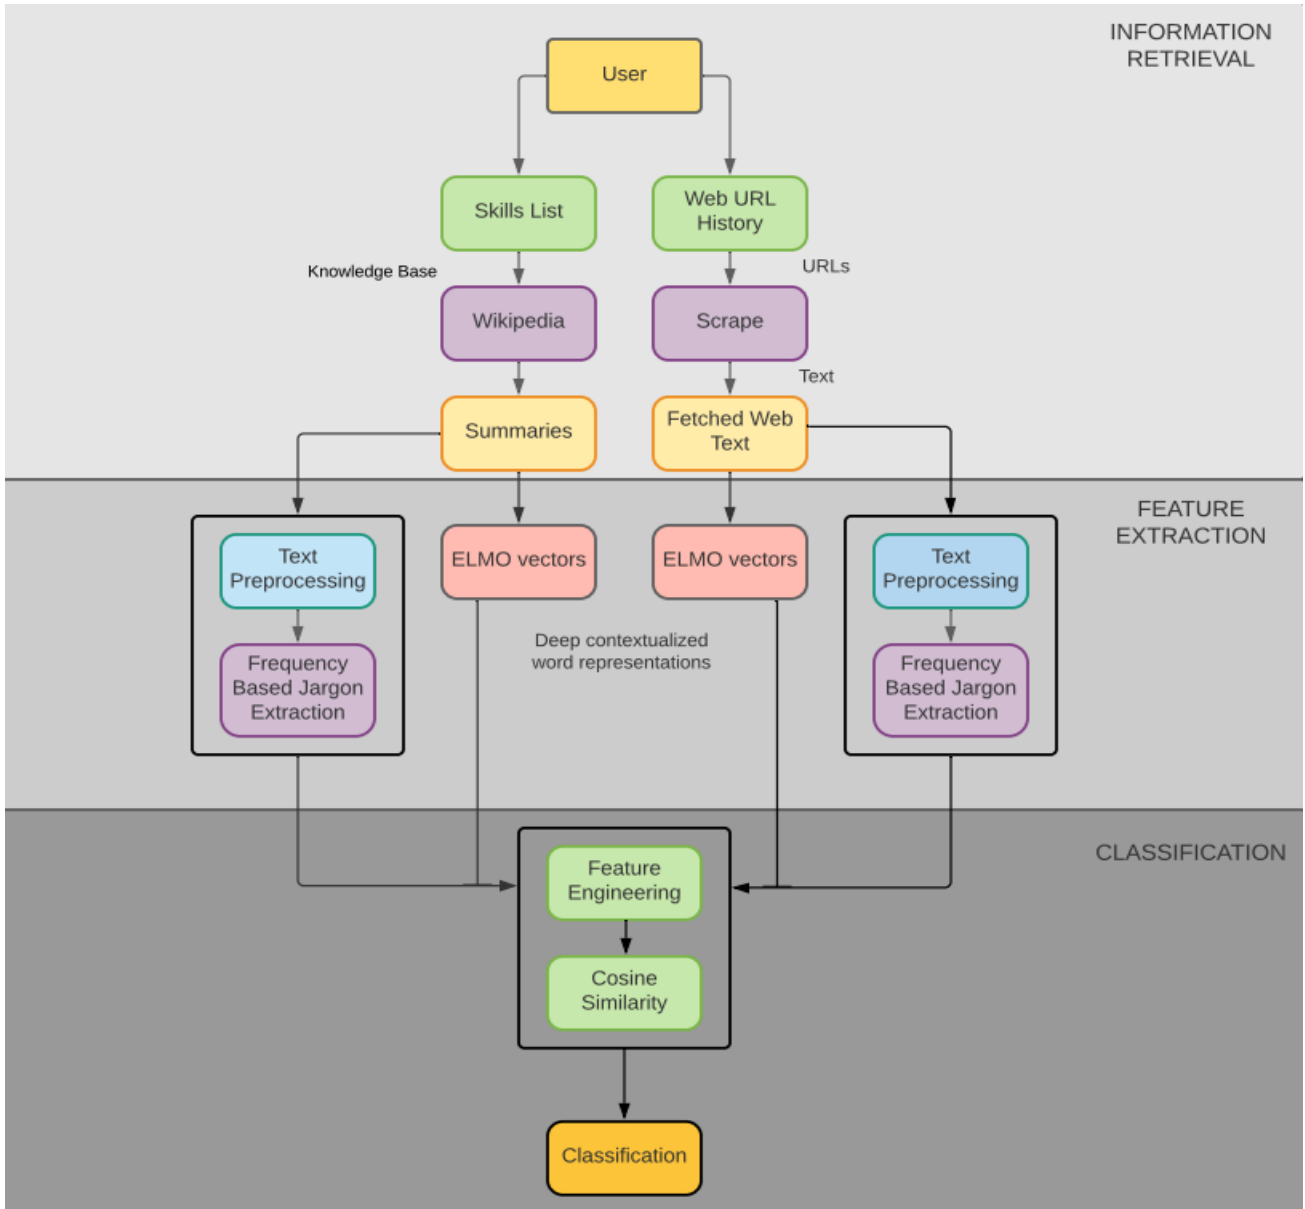 INFORMATION
RETRIEVAL
User
Skills List
Web URL
History
Knowledge Base
URLs
Wikipedia
Scrape
Text
Summaries
Fetched Web
Text
FEATURE
EXTRACTION
Text
Preprocessing
ELMO vectors
ELMO vectors
Text
Preprocessing
Deep contextualized
word representations
Frequency
Based Jargon
Extraction
Frequency
Based Jargon
Extraction
CLASSIFICATION
Feature
Engineering
Cosine
Similarity
Classification